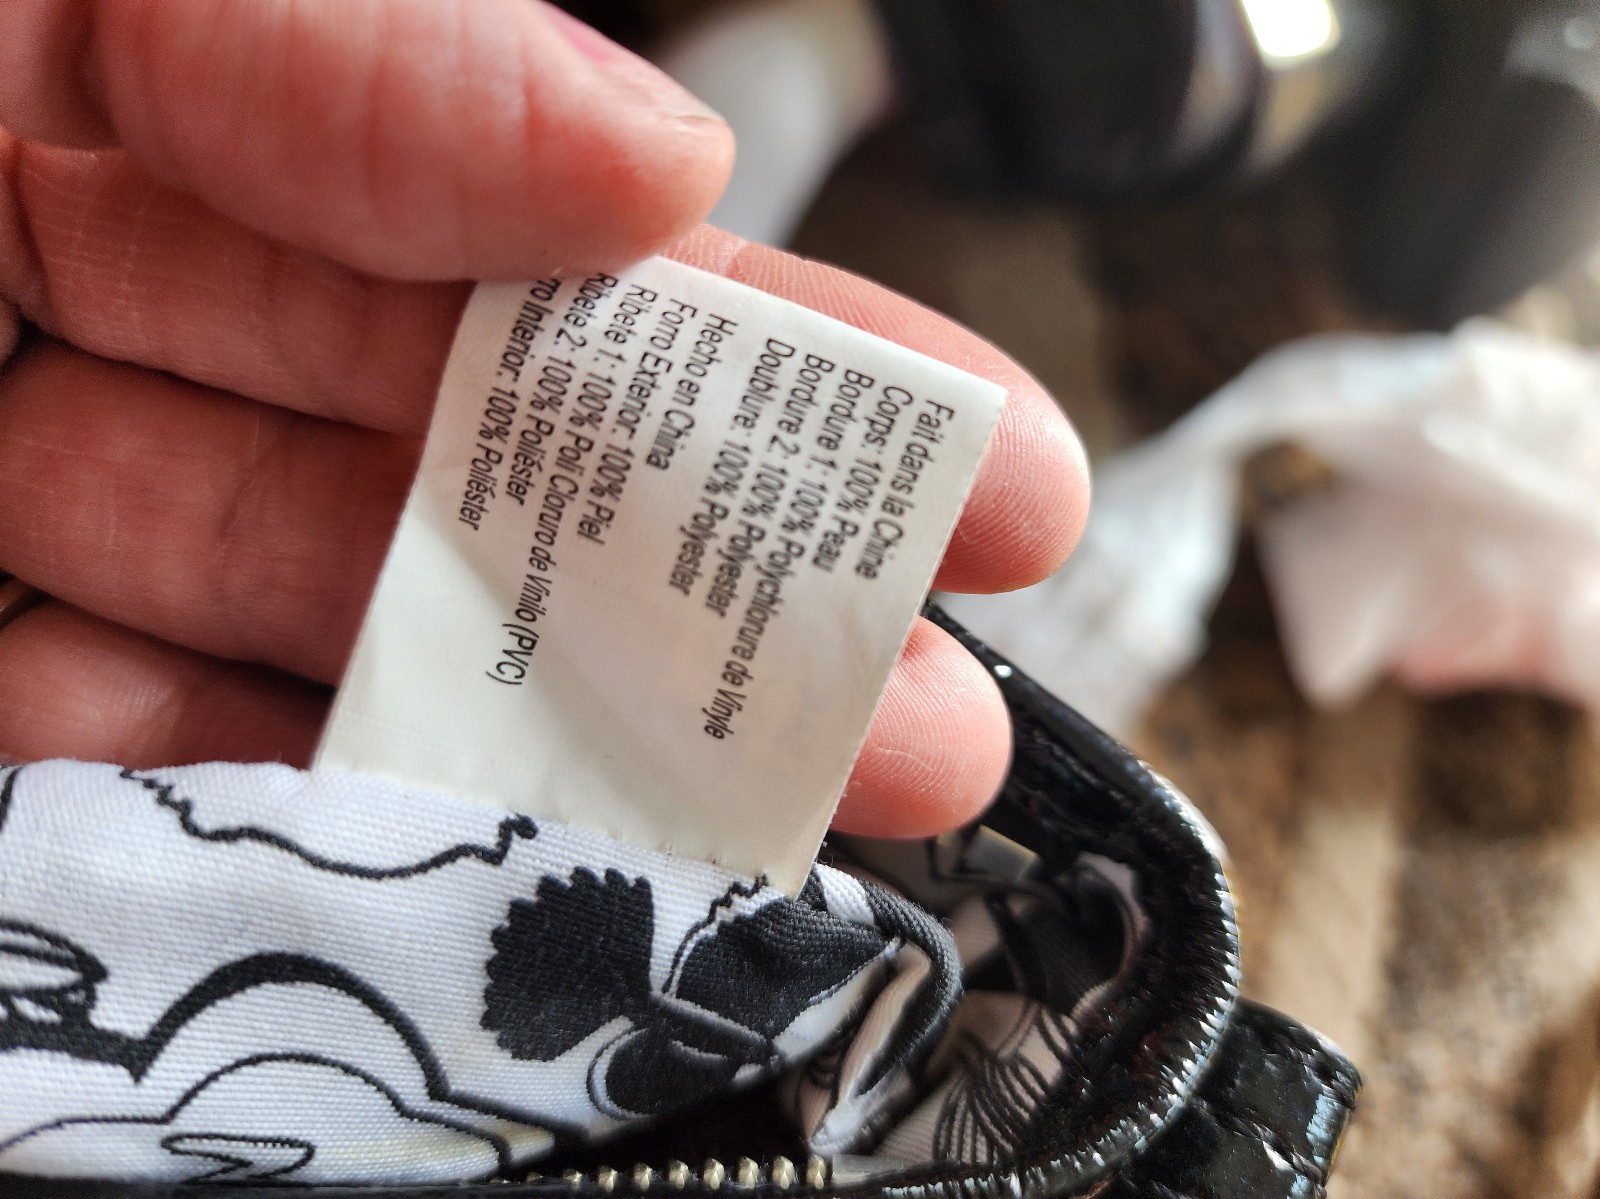 Fait dans la Chine
Corps: 100% Peau
Bordure 1: 100% Polychlorure de Vinyle
Bordure 2: 100% Polyester
Doublure: 100% Polyester
Hecho en China
Forro Exterior: 100% Piel
Ribete 1: 100% Poli Cloruro de Vinilo (PVC)
Ribete 2: 100% Poliéster
Interior: 100% Poliéster